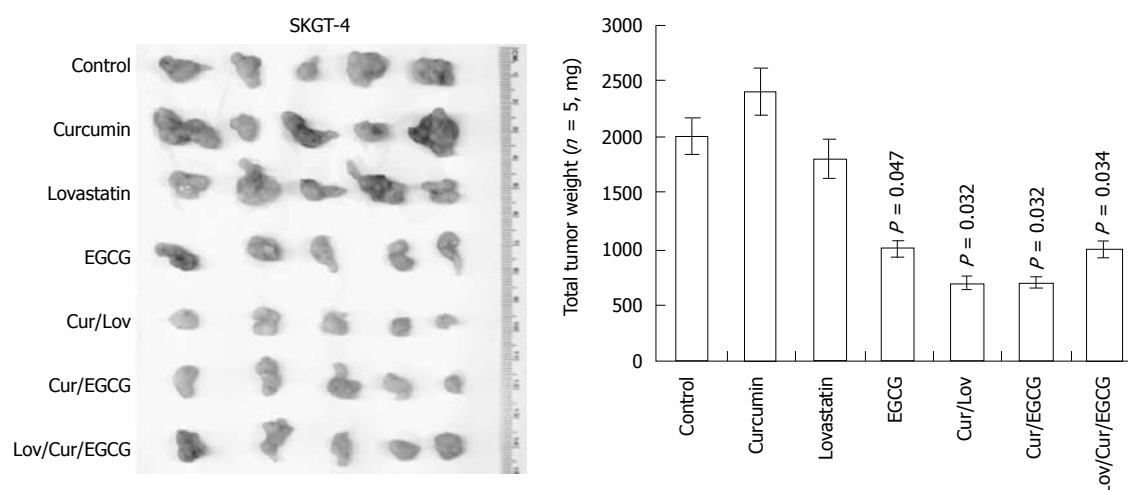 SKGT-4
Control
Curcumin
Lovastatin
EGCG
Cur/Lov
Cur/EGCG
Lov/Cur/EGCG
Total tumor weight (n = 5, mg)
3000
2500
2000
1500
1000
500
0
P = 0.047
P = 0.032
P = 0.032
P = 0.034
Control
Curcumin
Lovastatin
EGCG
Cur/Lov
Cur/EGCG
Lov/Cur/EGCG